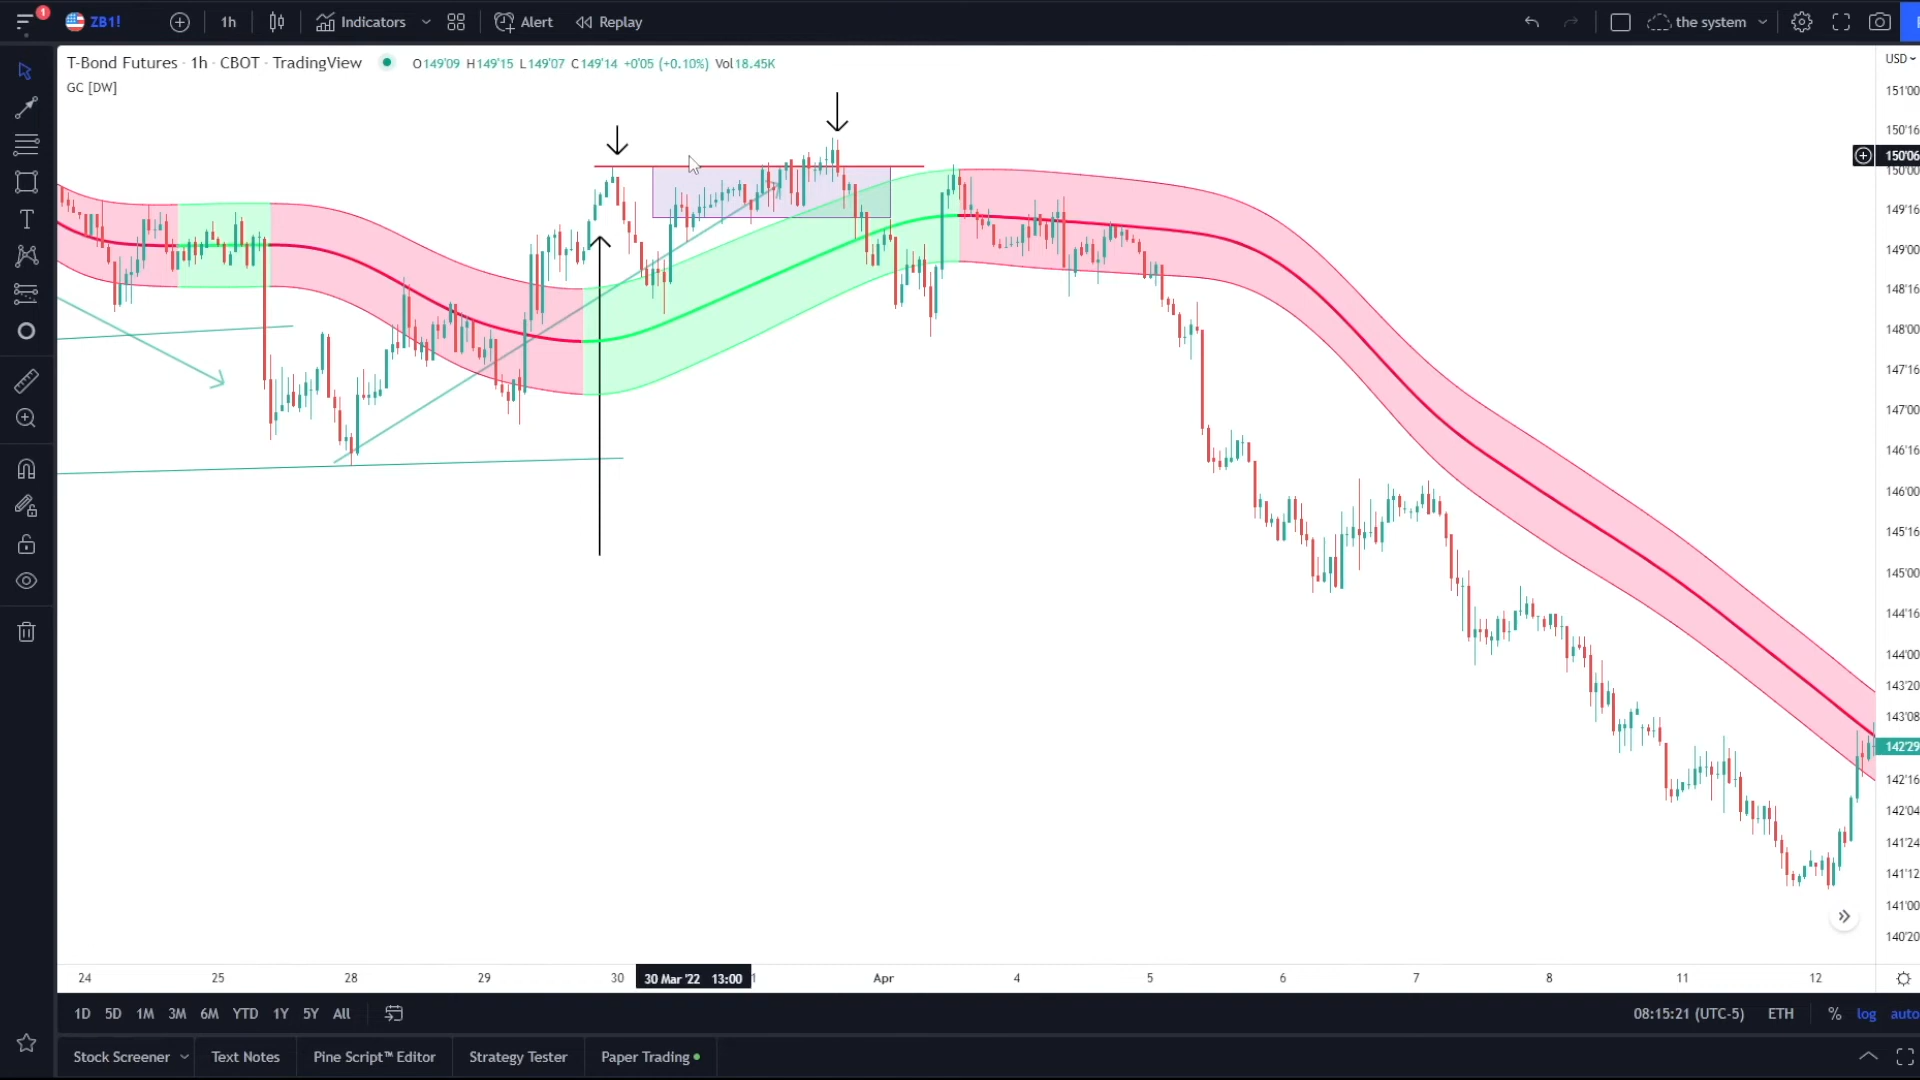 1
ZB1!
1h
Indicators
Alert
Replay
the system
T-Bond Futures · 1h · CBOT · TradingView
O149'09 H149'15 L149'07 C149'14 +0'05 (+0.10%) Vol18.45K
GC [DW]
USD
151'00
150'16
150'06
150'00
149'16
149'00
148'16
148'00
147'16
147'00
146'16
146'00
145'16
145'00
144'16
144'00
143'20
143'08
142'29
142'16
142'04
141'24
141'12
141'00
140'20
24 25 28 29 30 30 Mar '22 13:00 1 Apr 4 5 6 7 8 11 12
1D 5D 1M 3M 6M YTD 1Y 5Y All
08:15:21 (UTC-5) ETH % log auto
Stock Screener Text Notes Pine Script™ Editor Strategy Tester Paper Trading